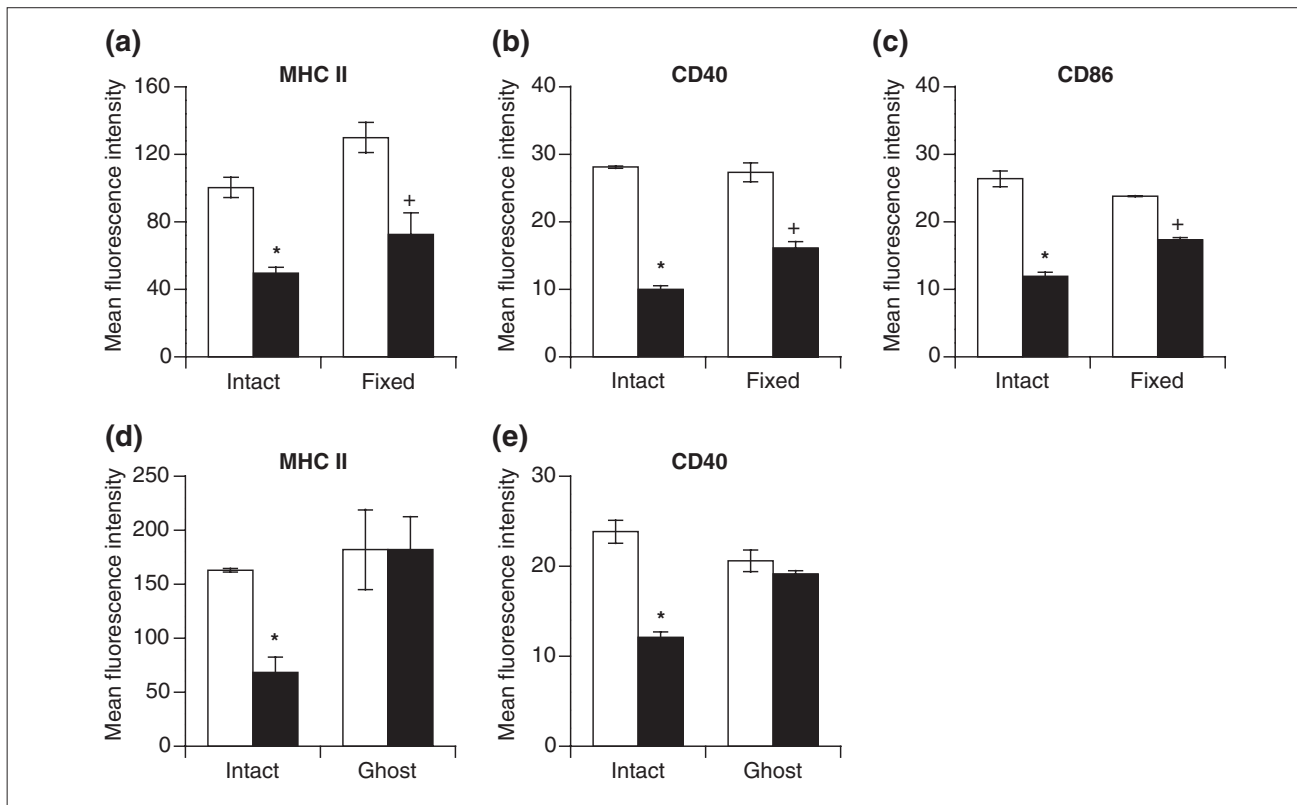 (a)
MHC II
Mean fluorescence intensity
160
120
80
40
0
*
+
Intact Fixed
(b)
CD40
Mean fluorescence intensity
40
30
20
10
0
*
+
Intact Fixed
(c)
CD86
Mean fluorescence intensity
40
30
20
10
0
*
+
Intact Fixed
(d)
MHC II
Mean fluorescence intensity
250
200
150
100
50
0
*
Intact Ghost
(e)
CD40
Mean fluorescence intensity
30
20
10
0
*
Intact Ghost